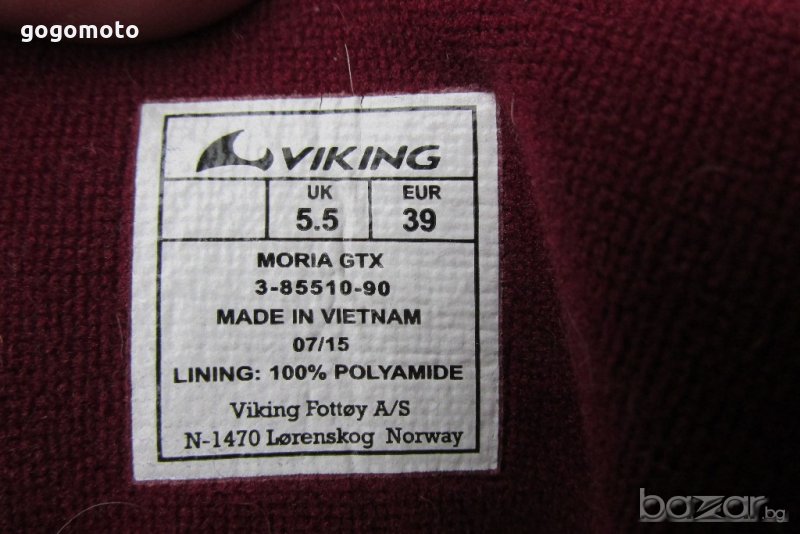 gogomoto
VIKING
UK EUR
5.5 39
MORIA GTX
3-85510-90
MADE IN VIETNAM
07/15
LINING: 100% POLYAMIDE
Viking Fottøy A/S
N-1470 Lørenskog Norway
bazar.bg